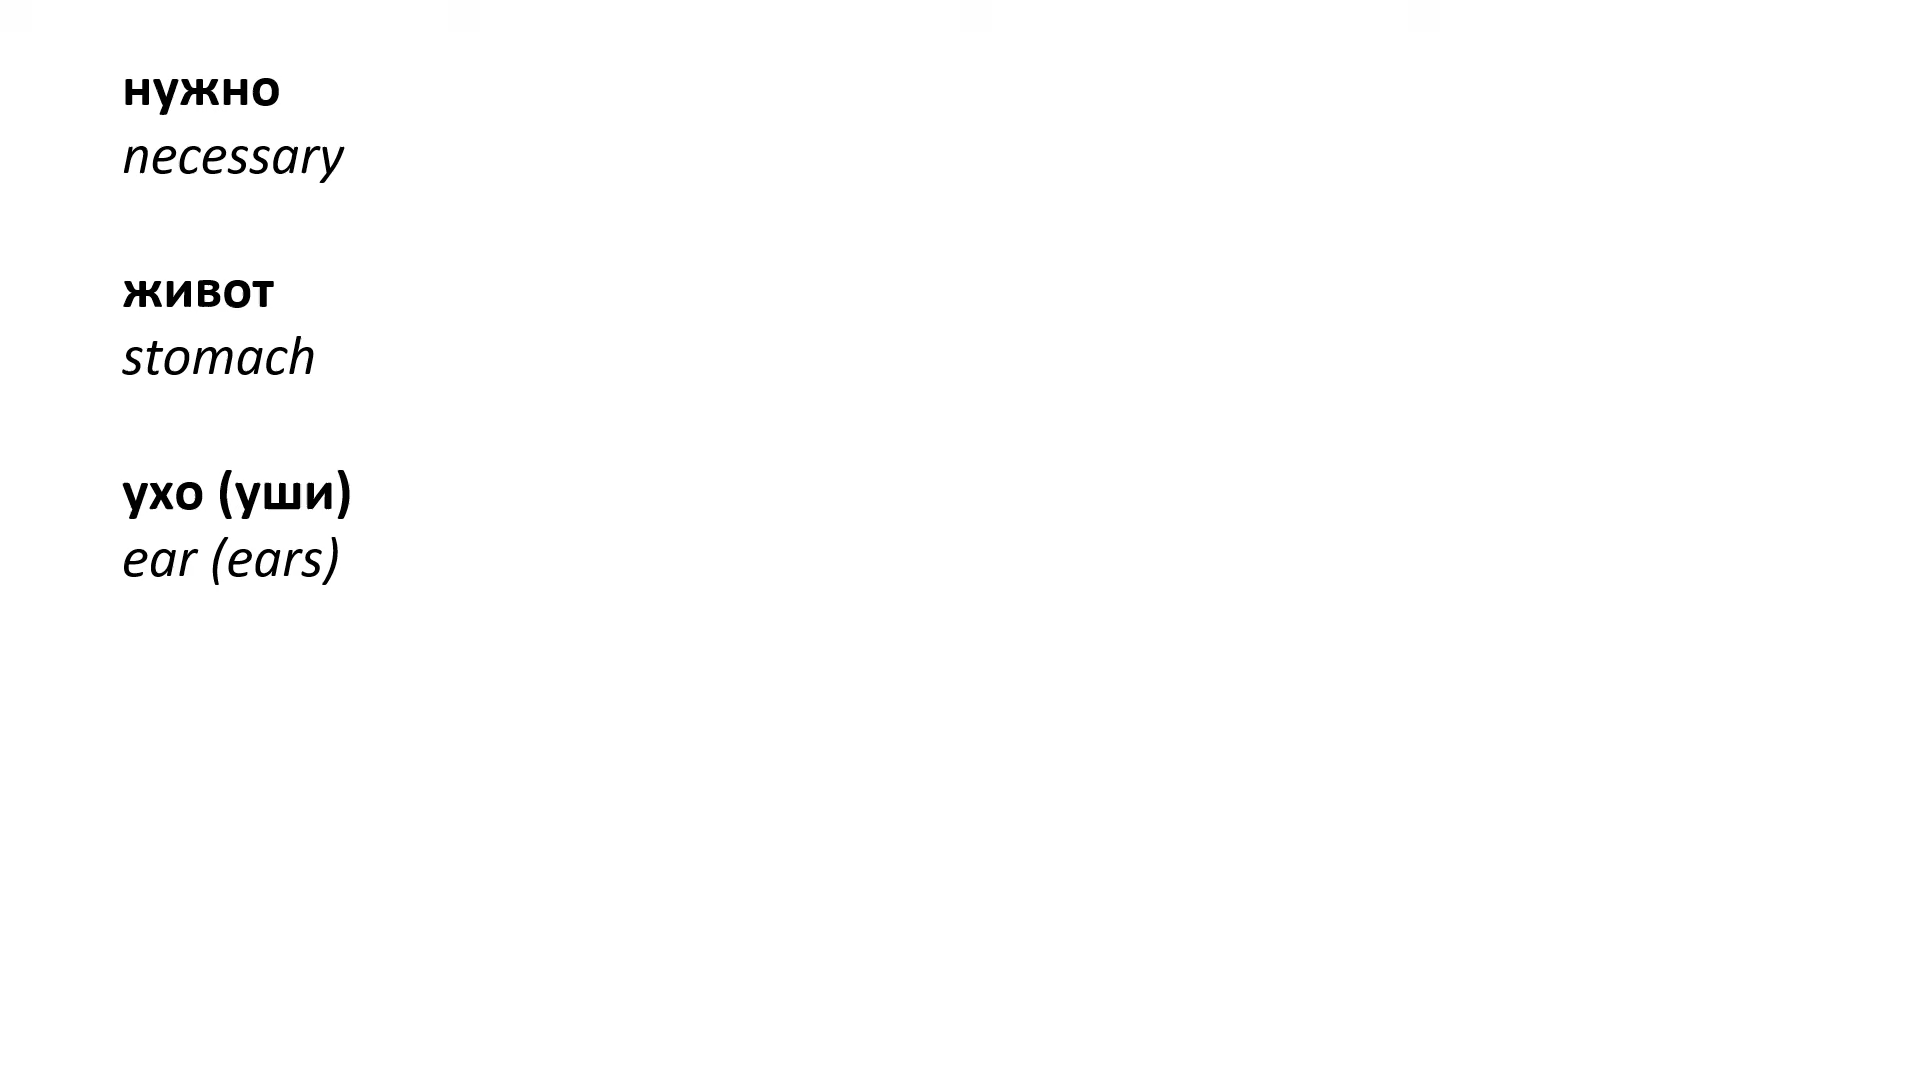 нужно
necessary
живот
stomach
ухо (уши)
ear (ears)